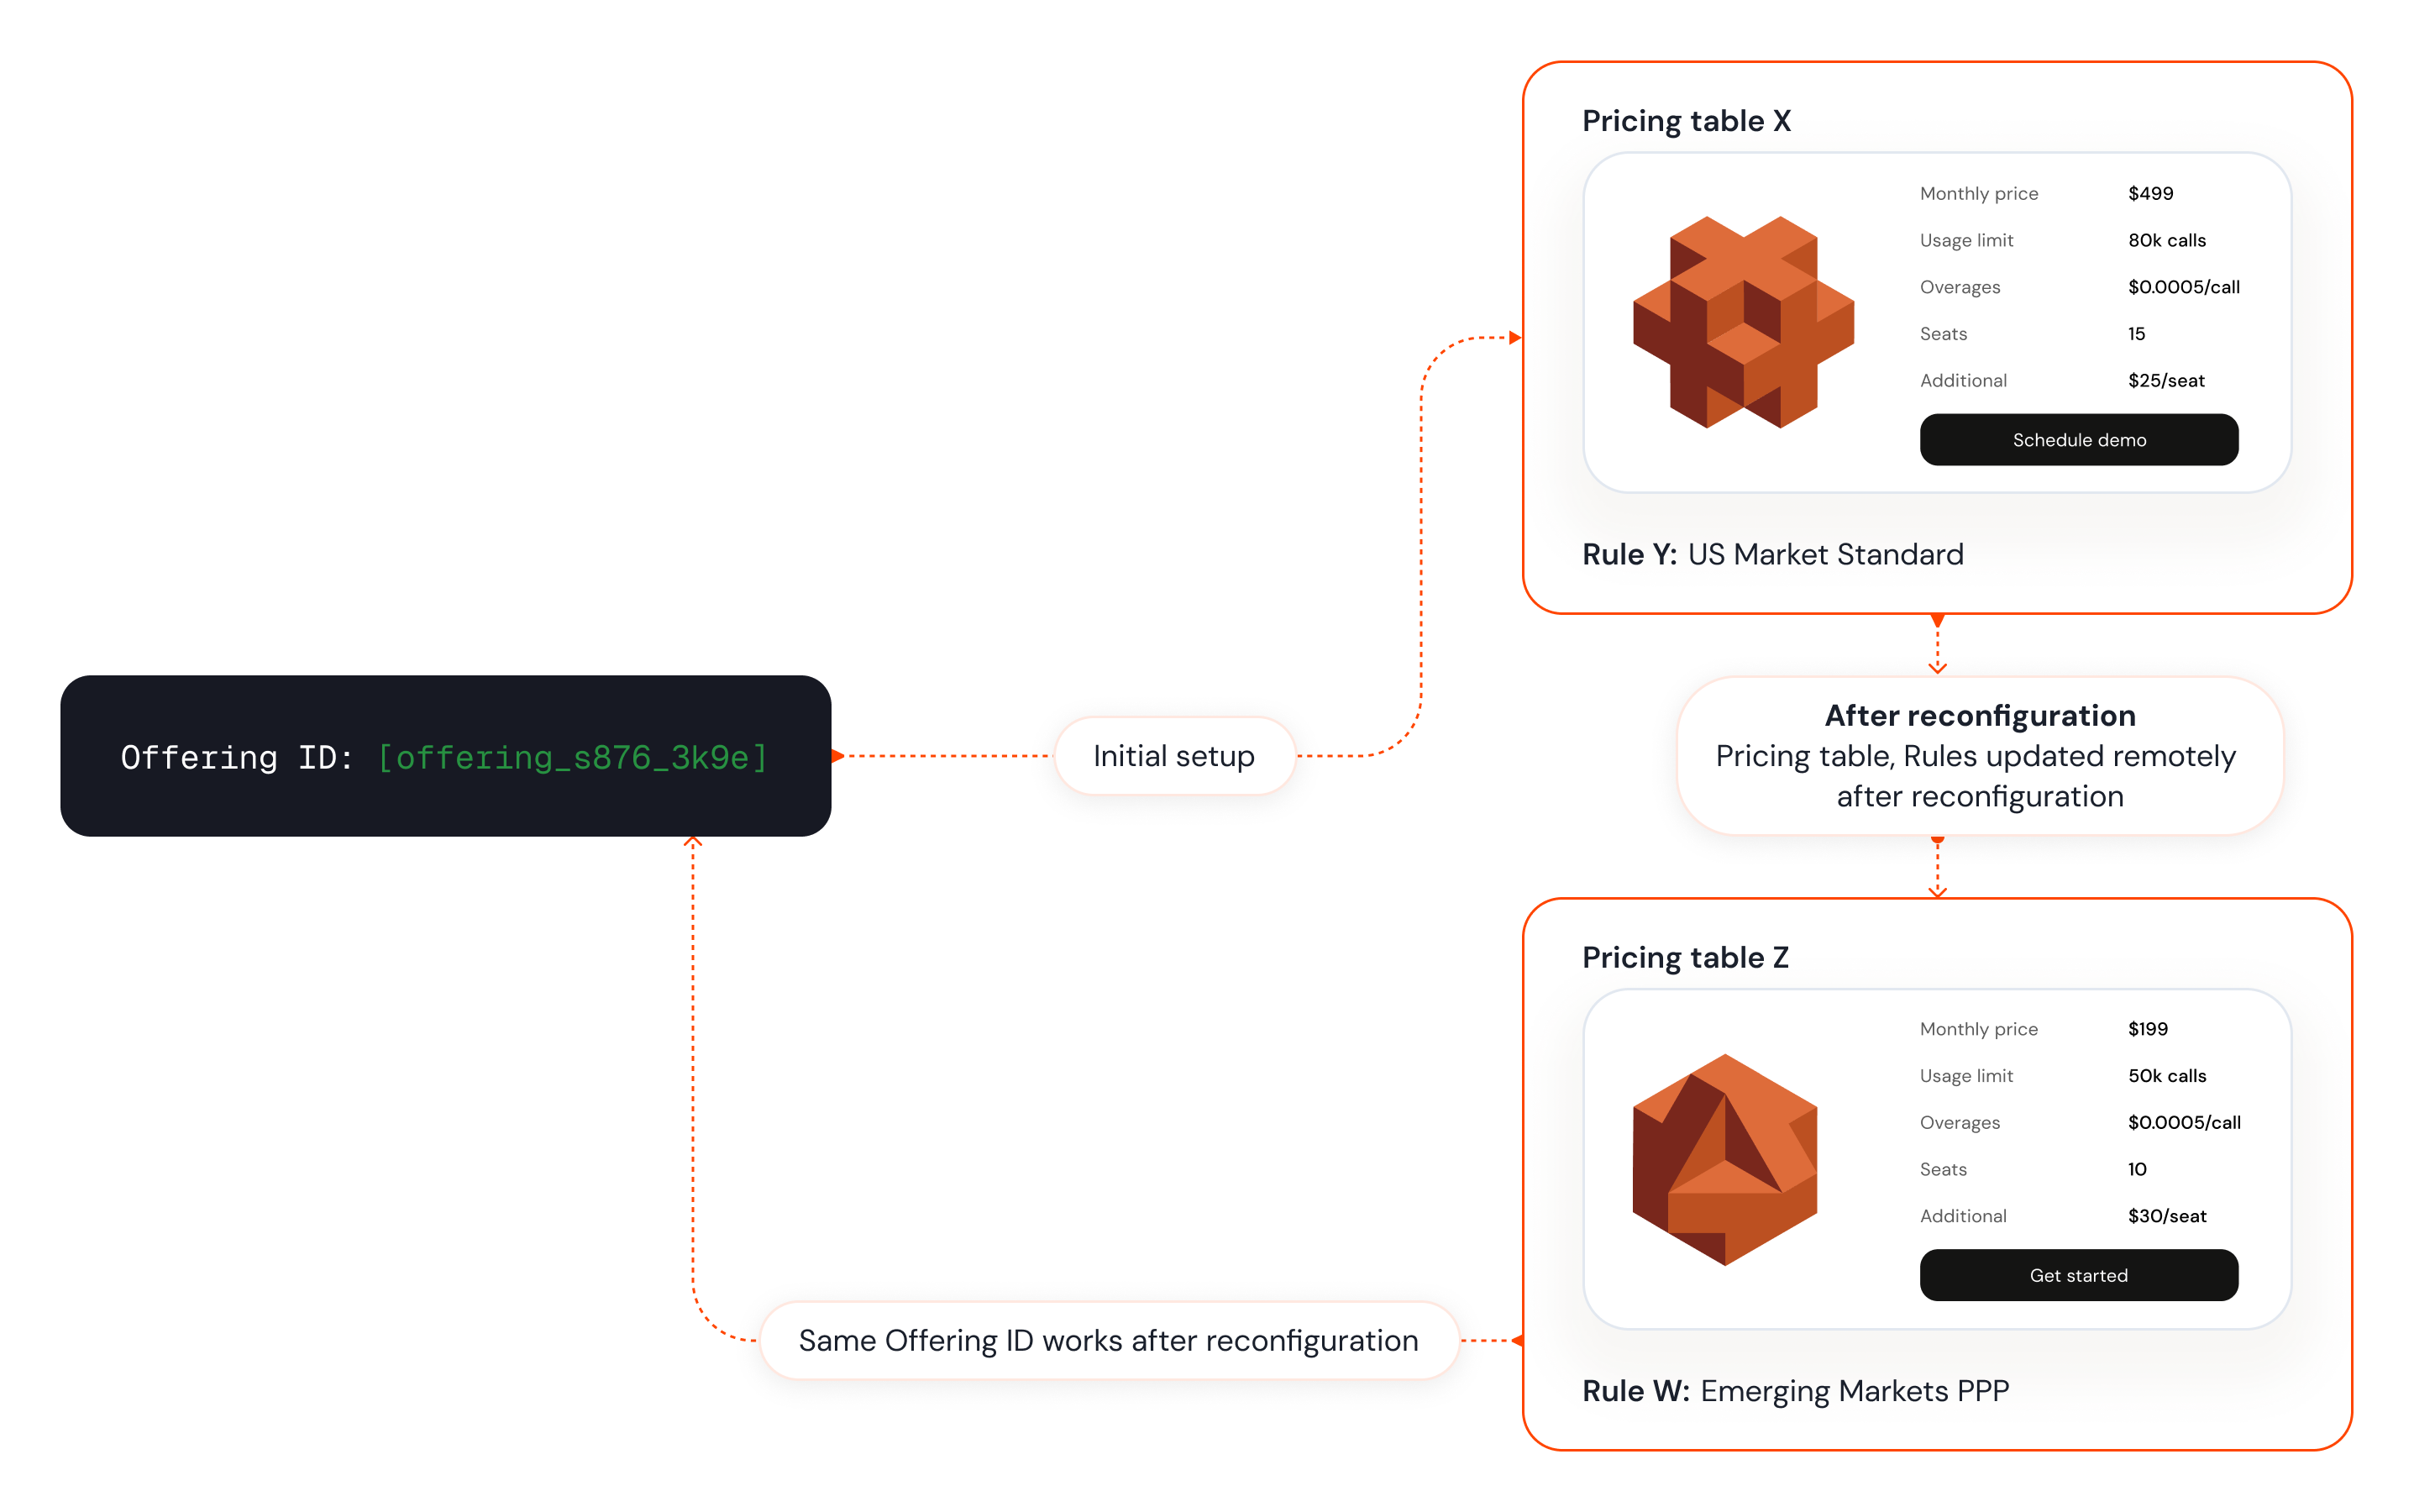 Pricing table X
Monthly price $499
Usage limit 80k calls
Overages $0.0005/call
Seats 15
Additional $25/seat
Schedule demo
Rule Y: US Market Standard
Offering ID: [offering_s876_3k9e]
Initial setup
After reconfiguration
Pricing table, Rules updated remotely
after reconfiguration
Pricing table Z
Monthly price $199
Usage limit 50k calls
Overages $0.0005/call
Seats 10
Additional $30/seat
Get started
Same Offering ID works after reconfiguration
Rule W: Emerging Markets PPP